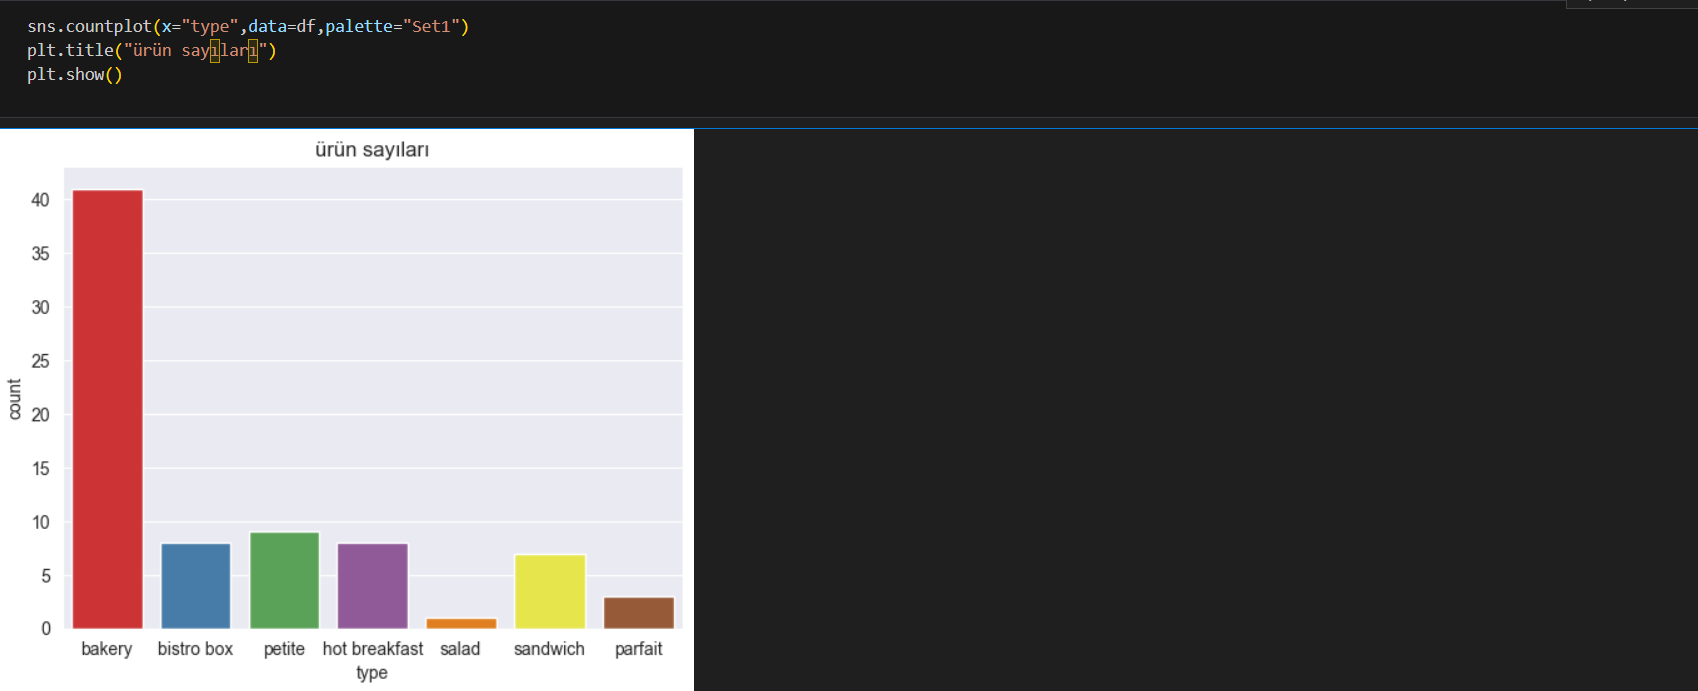 sns.countplot(x="type",data=df,palette="Set1")
plt.title("ürün sayıları")
plt.show()
ürün sayıları
40
35
30
25
20
15
10
5
0
count
bakery bistro box petite hot breakfast salad sandwich parfait
type